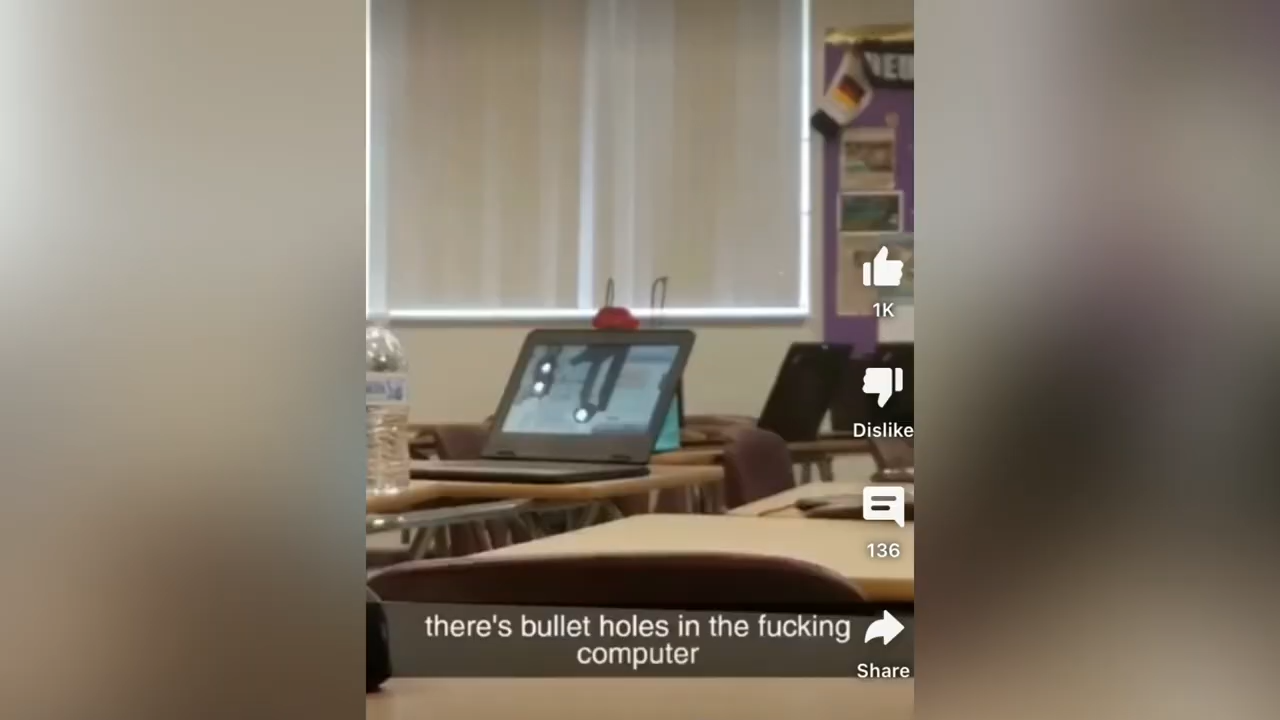 1K
Dislike
136
there's bullet holes in the fucking
computer
Share